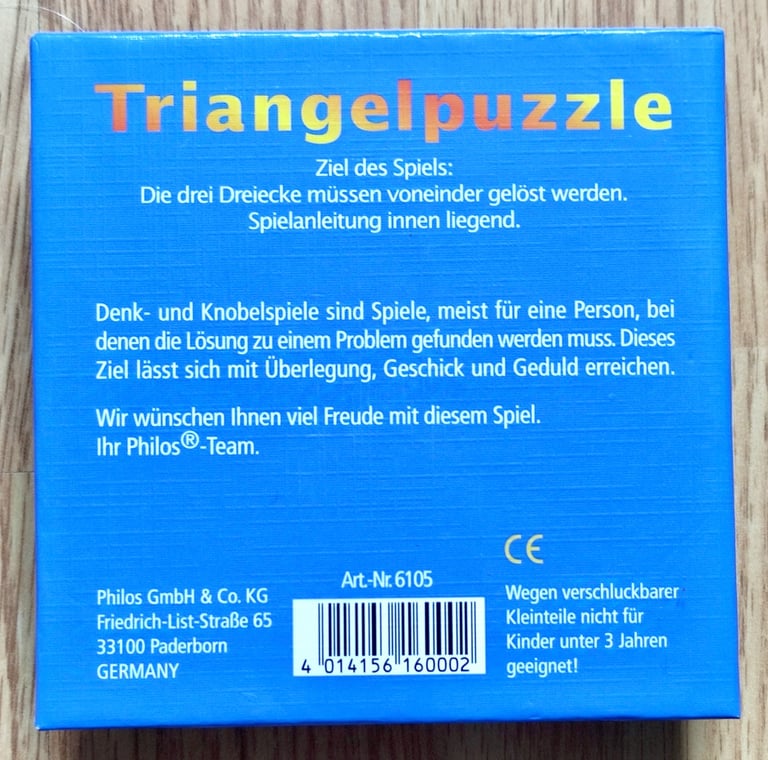 Triangelpuzzle
Ziel des Spiels:
Die drei Dreiecke müssen voneinder gelöst werden.
Spielanleitung innen liegend.
Denk- und Knobelspiele sind Spiele, meist für eine Person, bei
denen die Lösung zu einem Problem gefunden werden muss. Dieses
Ziel lässt sich mit Überlegung, Geschick und Geduld erreichen.
Wir wünschen Ihnen viel Freude mit diesem Spiel.
Ihr Philos®-Team.
Philos GmbH & Co. KG
Friedrich-List-Straße 65
33100 Paderborn
GERMANY
Art.-Nr. 6105
4 014156 160002
CE
Wegen verschluckbarer
Kleinteile nicht für
Kinder unter 3 Jahren
geeignet!